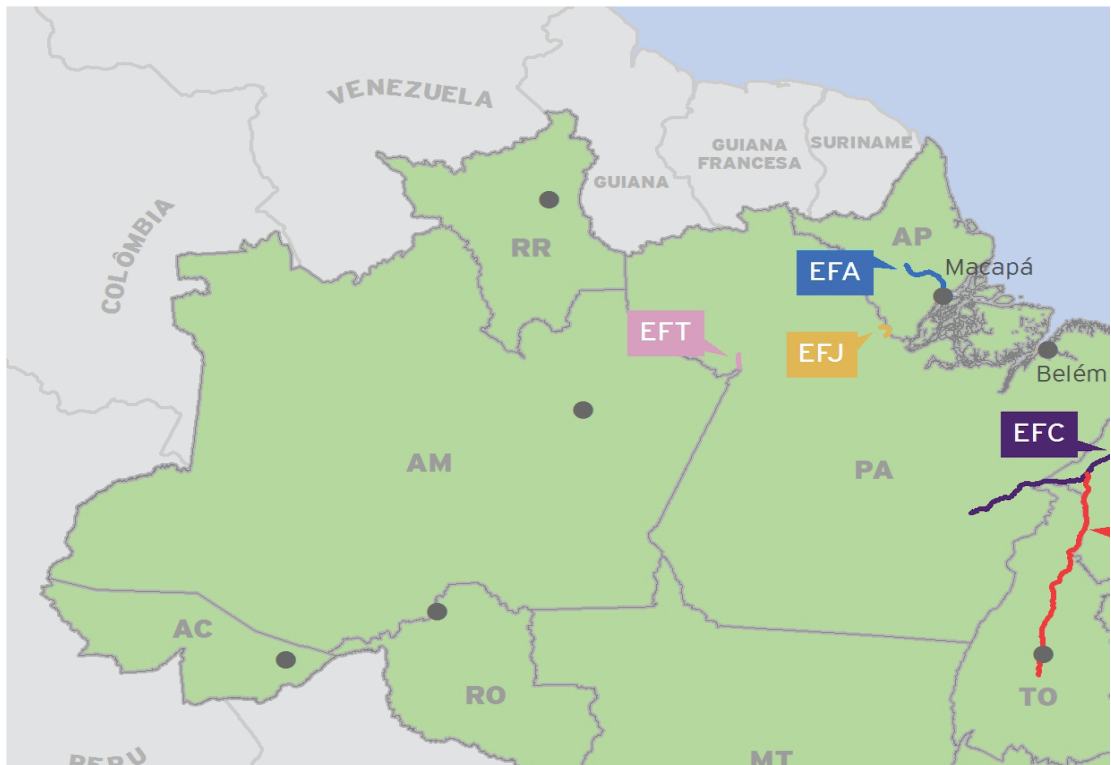 VENEZUELA
GUIANA
FRANCESA
SURINAME
GUIANA
COLÔMBIA
RR
AP
EFA
Macapá
EFT
EFJ
Belém
EFC
AM
PA
AC
RO
TO
MT
PERU